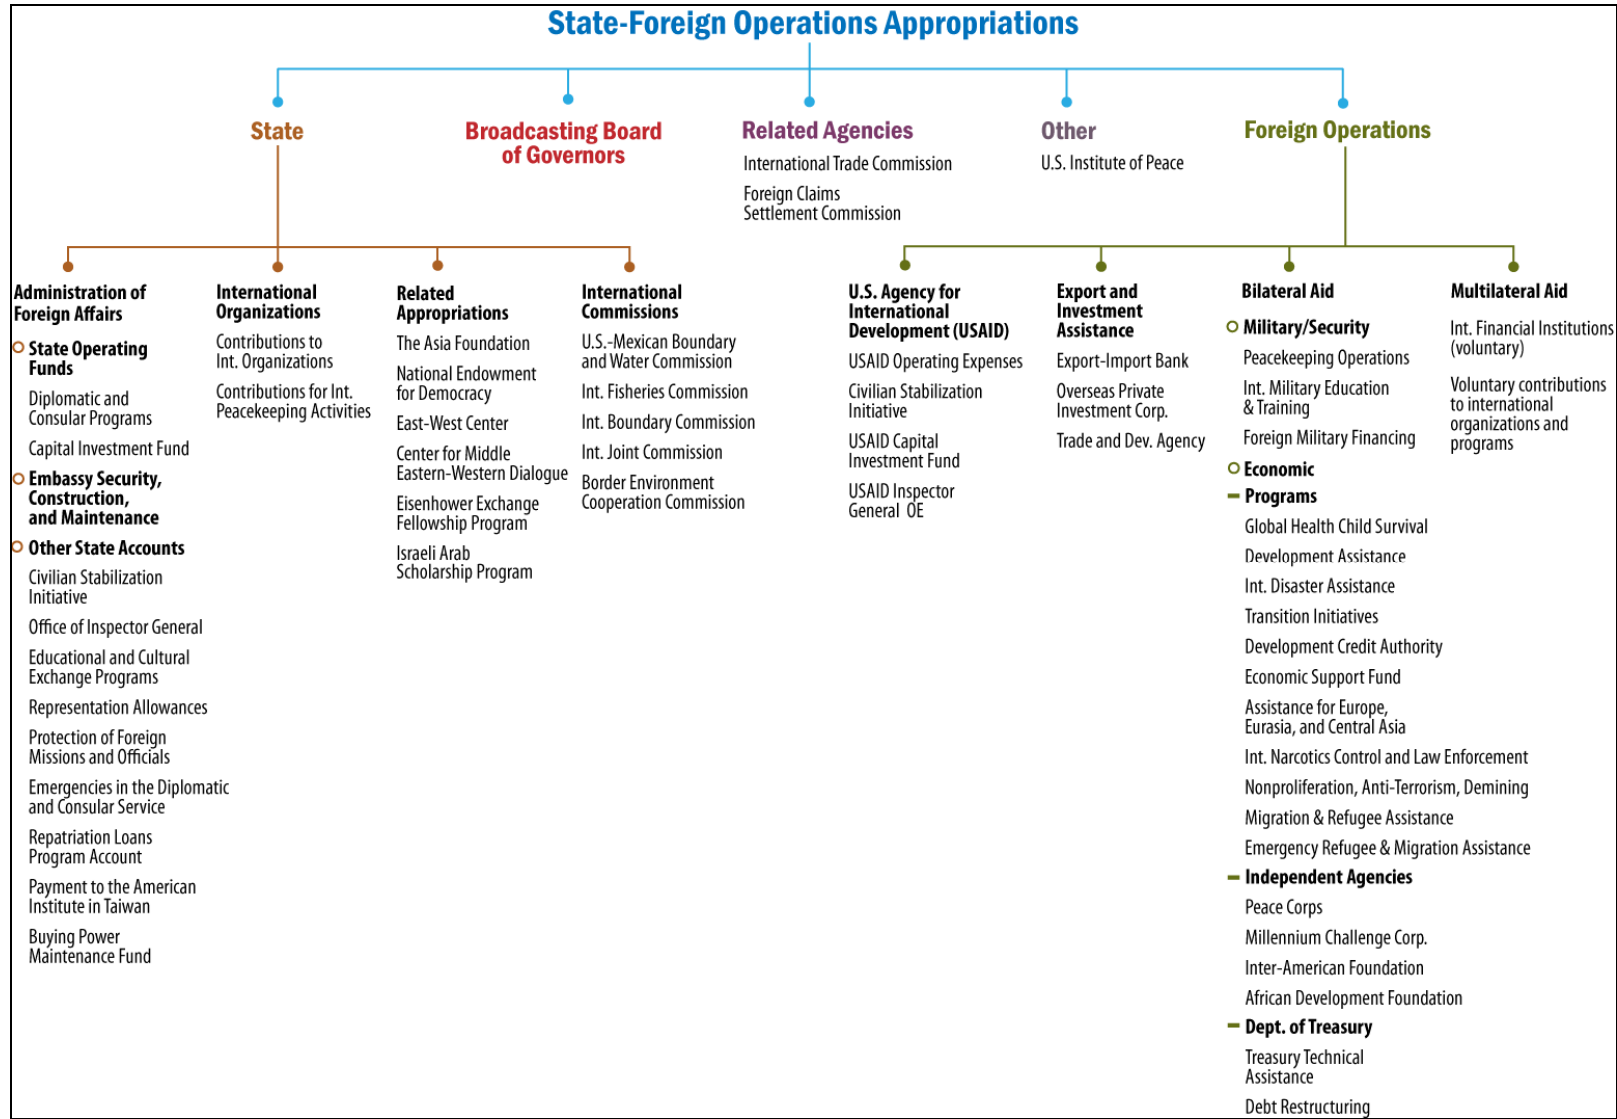 State-Foreign Operations Appropriations
State
Broadcasting Board
of Governors
Related Agencies
International Trade Commission
Foreign Claims
Settlement Commission
Other
U.S. Institute of Peace
Foreign Operations
Administration of
Foreign Affairs
State Operating
Funds
Diplomatic and
Consular Programs
Capital Investment Fund
Embassy Security,
Construction,
and Maintenance
Other State Accounts
Civilian Stabilization
Initiative
Office of Inspector General
Educational and Cultural
Exchange Programs
Representation Allowances
Protection of Foreign
Missions and Officials
Emergencies in the Diplomatic
and Consular Service
Repatriation Loans
Program Account
Payment to the American
Institute in Taiwan
Buying Power
Maintenance Fund
International
Organizations
Contributions to
Int. Organizations
Contributions for Int.
Peacekeeping Activities
Related
Appropriations
The Asia Foundation
National Endowment
for Democracy
East-West Center
Center for Middle
Eastern-Western Dialogue
Eisenhower Exchange
Fellowship Program
Israeli Arab
Scholarship Program
International
Commissions
U.S.-Mexican Boundary
and Water Commission
Int. Fisheries Commission
Int. Boundary Commission
Int. Joint Commission
Border Environment
Cooperation Commission
U.S. Agency for
International
Development (USAID)
USAID Operating Expenses
Civilian Stabilization
Initiative
USAID Capital
Investment Fund
USAID Inspector
General OE
Export and
Investment
Assistance
Export-Import Bank
Overseas Private
Investment Corp.
Trade and Dev. Agency
Bilateral Aid
Military/Security
Peacekeeping Operations
Int. Military Education
& Training
Foreign Military Financing
Economic
Programs
Global Health Child Survival
Development Assistance
Int. Disaster Assistance
Transition Initiatives
Development Credit Authority
Economic Support Fund
Assistance for Europe,
Eurasia, and Central Asia
Int. Narcotics Control and Law Enforcement
Nonproliferation, Anti-Terrorism, Demining
Migration & Refugee Assistance
Emergency Refugee & Migration Assistance
Independent Agencies
Peace Corps
Millennium Challenge Corp.
Inter-American Foundation
African Development Foundation
Dept. of Treasury
Treasury Technical
Assistance
Debt Restructuring
Multilateral Aid
Int. Financial Institutions
(voluntary)
Voluntary contributions
to international
organizations and
programs